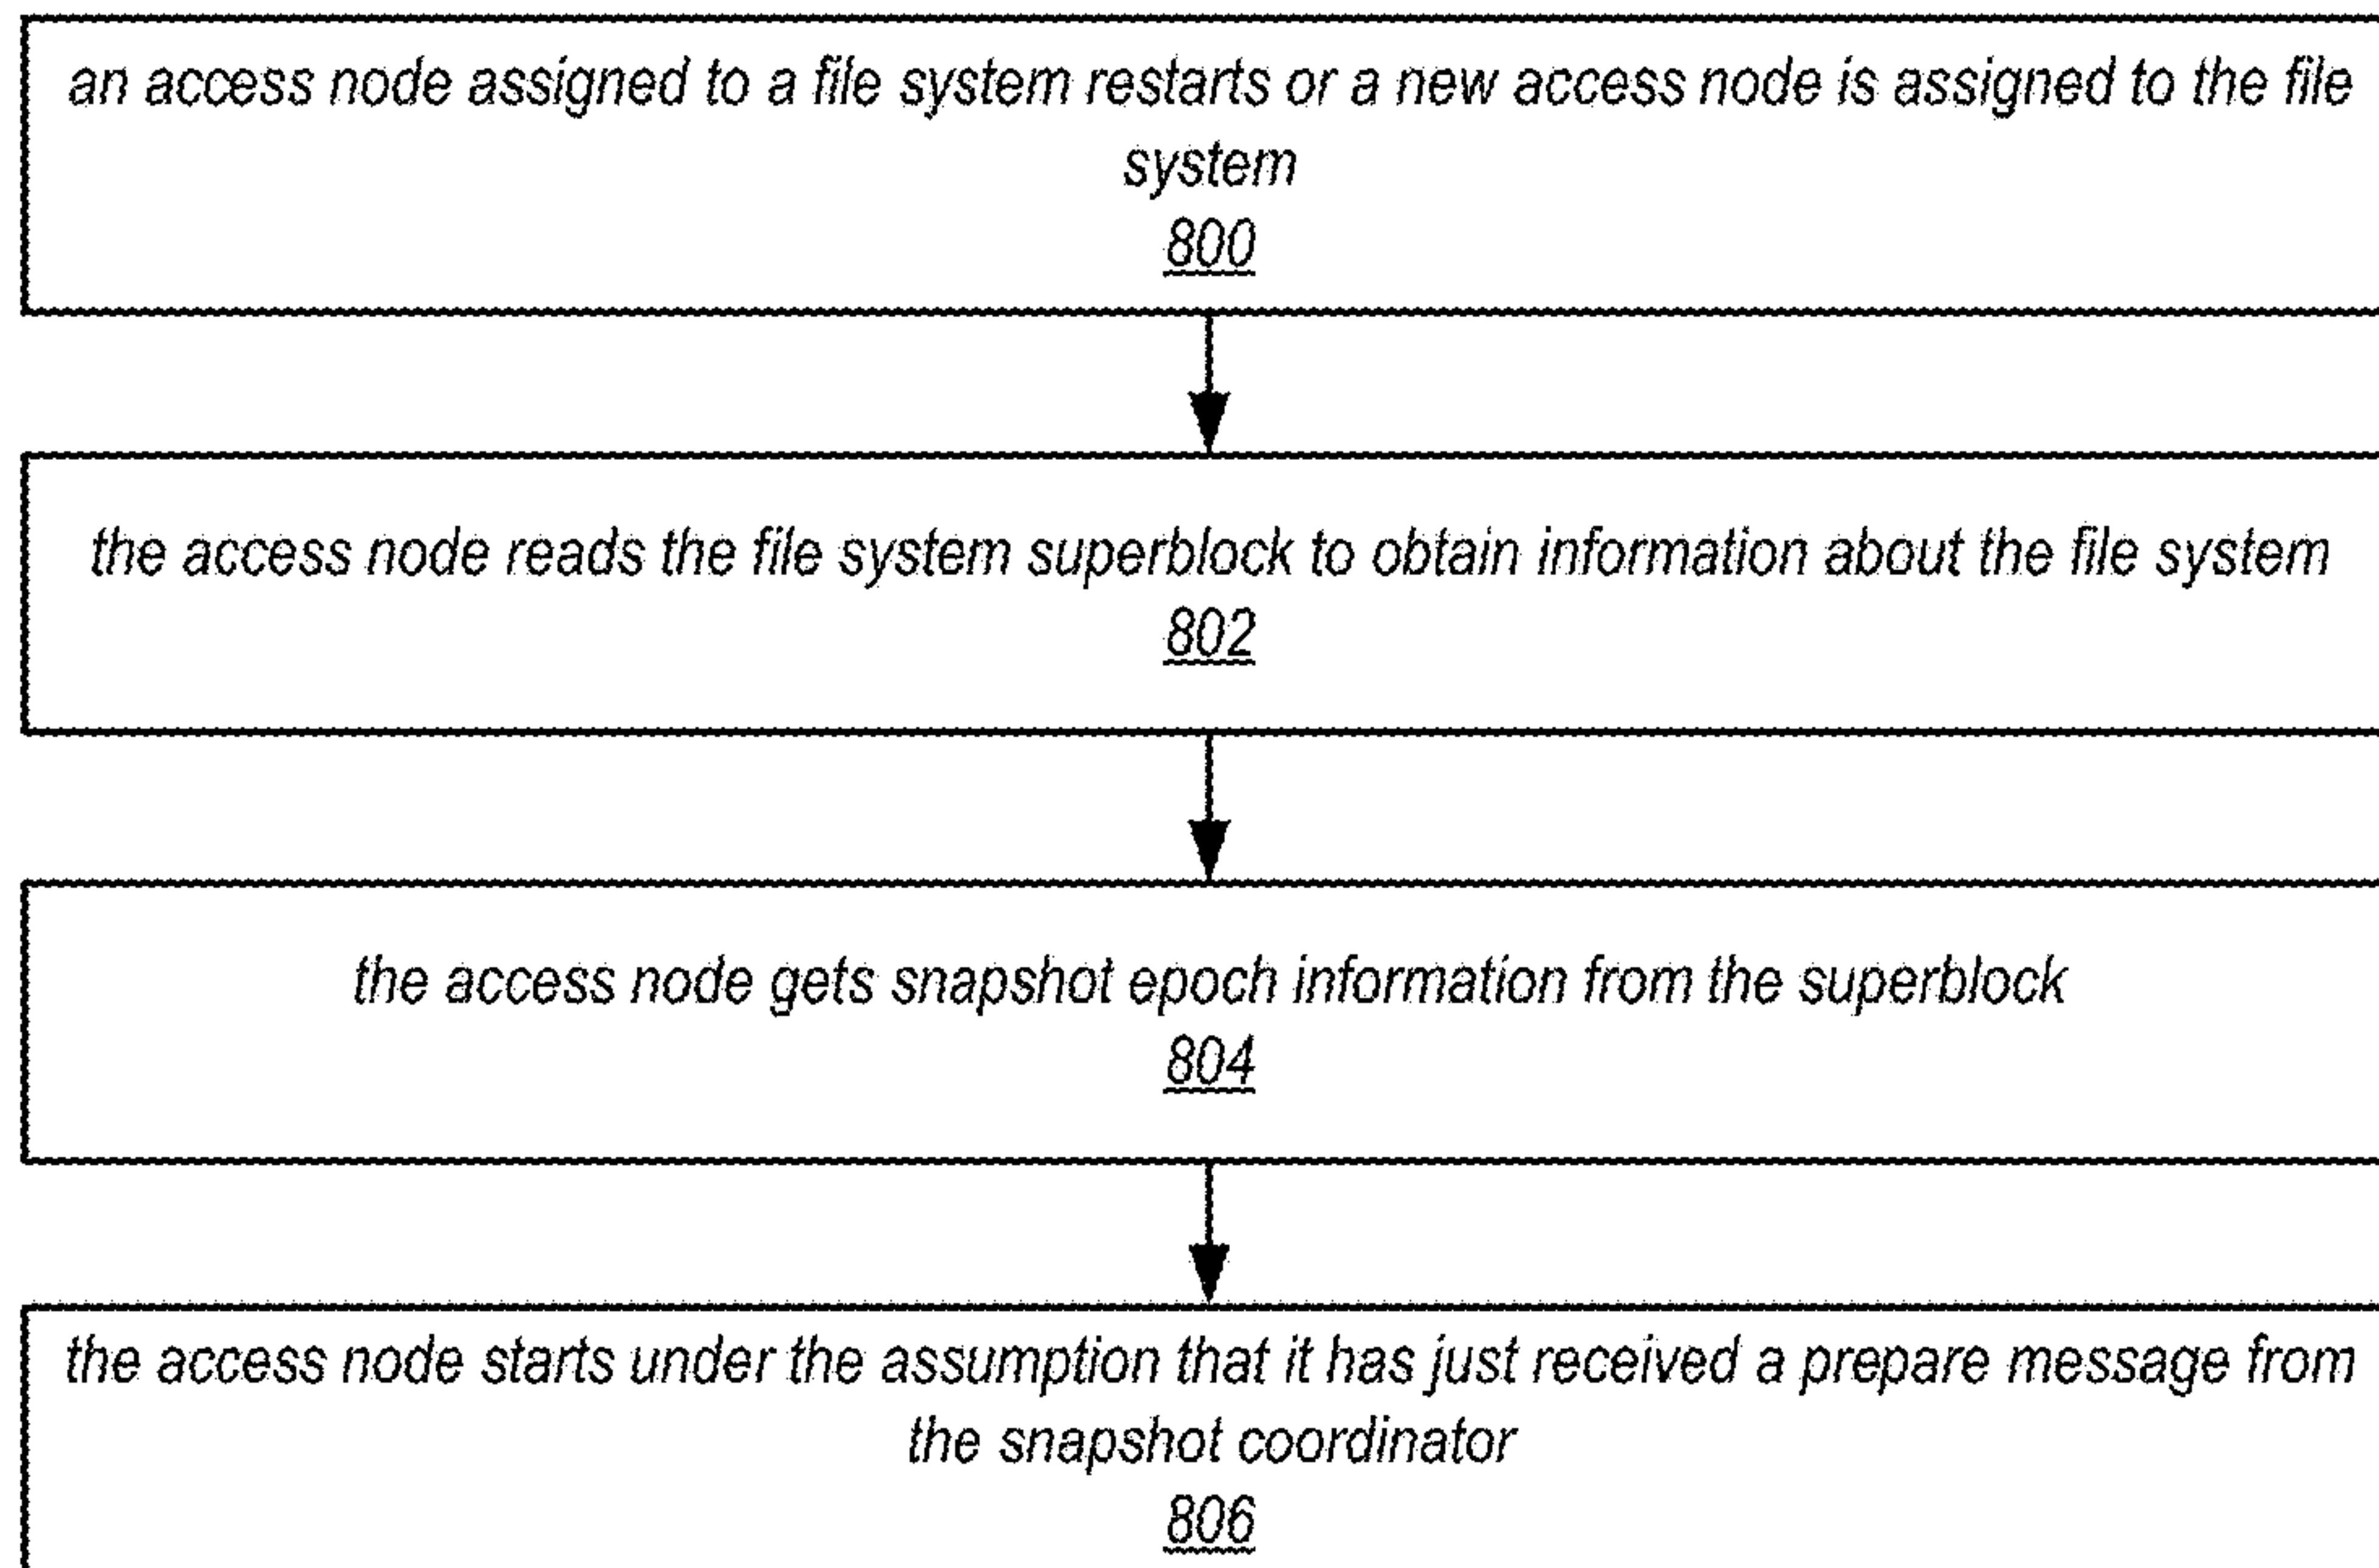 an access node assigned to a file system restarts or a new access node is assigned to the file
system
800
the access node reads the file system superblock to obtain information about the file system
802
the access node gets snapshot epoch information from the superblock
804
the access node starts under the assumption that it has just received a prepare message from
the snapshot coordinator
806